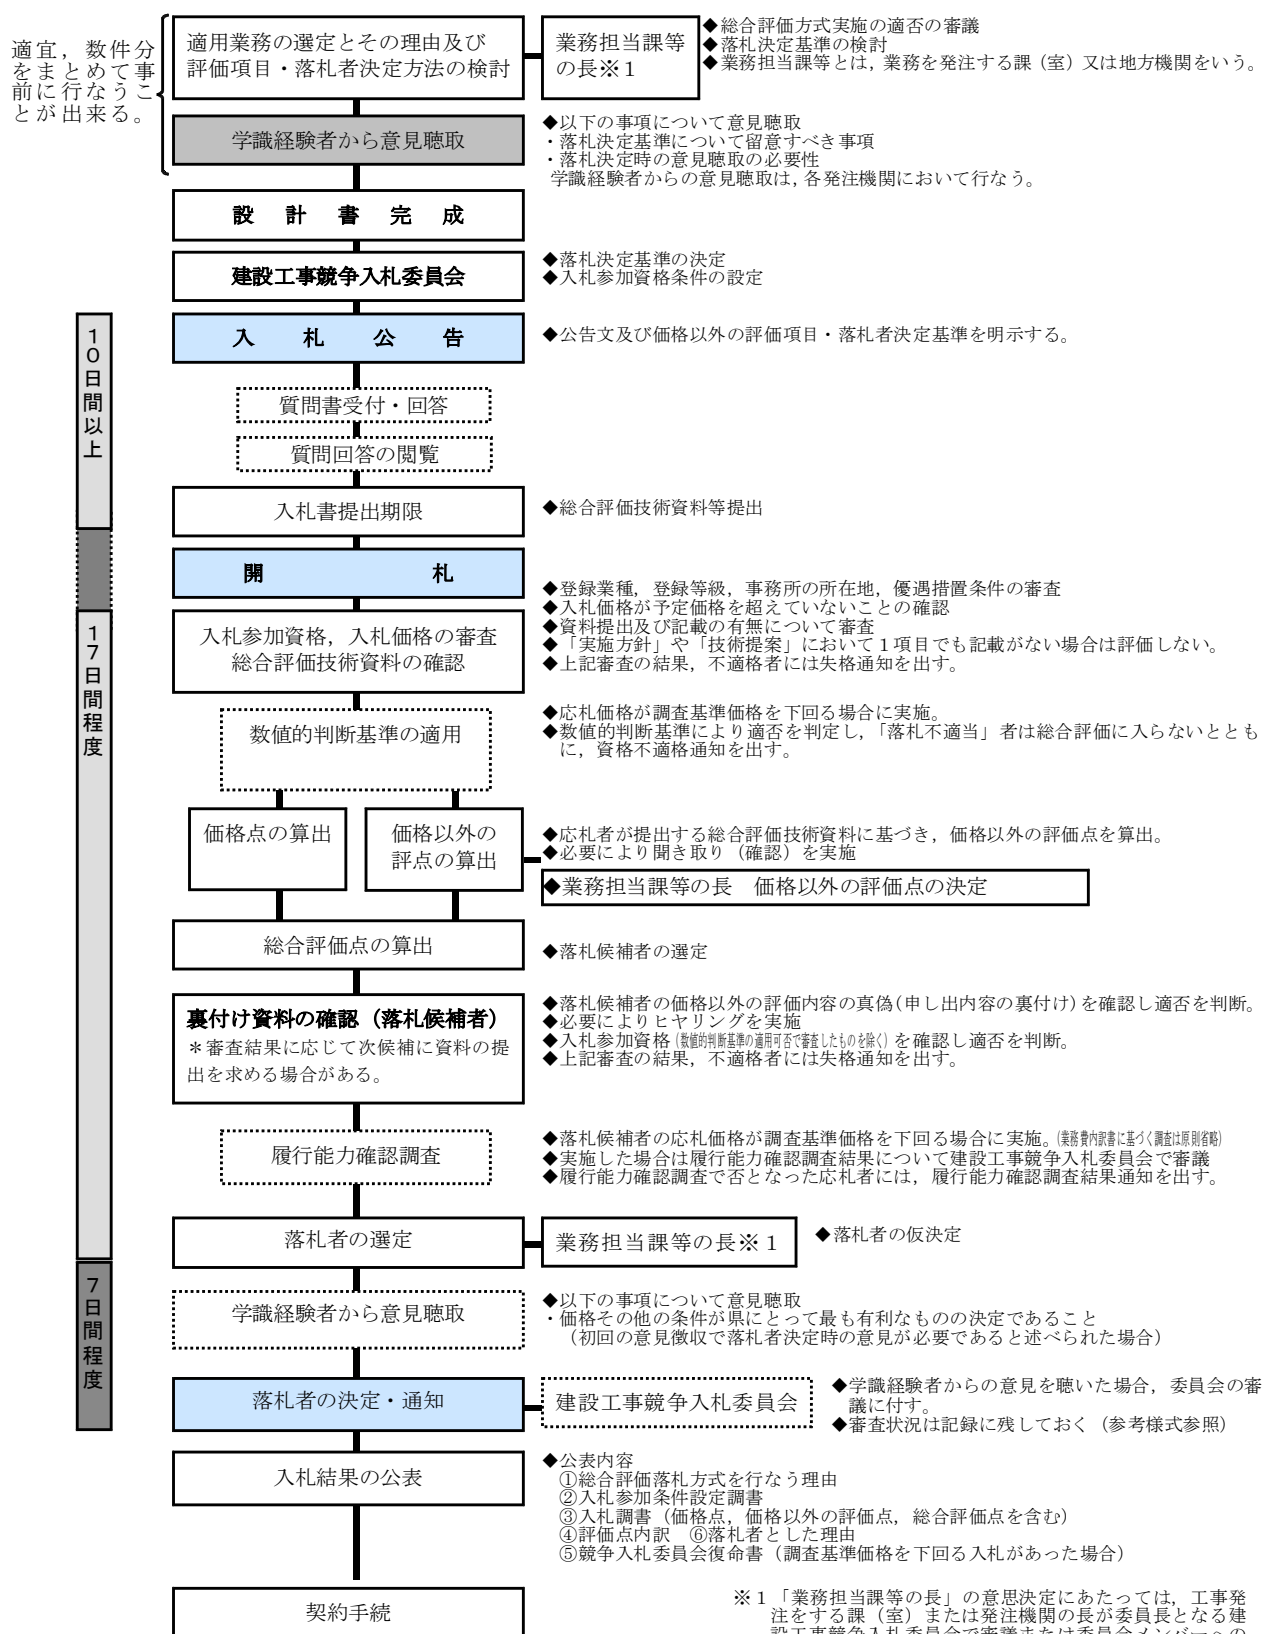 適宜，数件分
をまとめて事
前に行なうこ
とが出来る。
適用業務の選定とその理由及び
評価項目・落札者決定方法の検討
業務担当課等
の長※１
◆総合評価方式実施の適否の審議
◆落札決定基準の検討
◆業務担当課等とは，業務を発注する課（室）又は地方機関をいう。
学識経験者から意見聴取
◆以下の事項について意見聴取
・落札決定基準について留意すべき事項
・落札決定時の意見聴取の必要性
学識経験者からの意見聴取は，各発注機関において行なう。
設　計　書　完　成
建設工事競争入札委員会
◆落札決定基準の決定
◆入札参加資格条件の設定
１０日間以上
入　札　公　告
◆公告文及び価格以外の評価項目・落札者決定基準を明示する。
質問書受付・回答
質問回答の閲覧
入札書提出期限
◆総合評価技術資料等提出
開　札
１７日間程度
入札参加資格，入札価格の審査
総合評価技術資料の確認
◆登録業種，登録等級，事務所の所在地，優遇措置条件の審査
◆入札価格が予定価格を超えていないことの確認
◆資料提出及び記載の有無について審査
◆「実施方針」や「技術提案」において１項目でも記載がない場合は評価しない。
◆上記審査の結果，不適格者には失格通知を出す。
数値的判断基準の適用
◆応札価格が調査基準価格を下回る場合に実施。
◆数値的判断基準により適否を判定し，「落札不適当」者は総合評価に入らないととも
に，資格不適格通知を出す。
価格点の算出
価格以外の
評点の算出
◆応札者が提出する総合評価技術資料に基づき，価格以外の評価点を算出。
◆必要により聞き取り（確認）を実施
◆業務担当課等の長　価格以外の評価点の決定
総合評価点の算出
◆落札候補者の選定
裏付け資料の確認（落札候補者）
＊審査結果に応じて次候補に資料の提
出を求める場合がある。
◆落札候補者の価格以外の評価内容の真偽（申し出内容の裏付け）を確認し適否を判断。
◆必要によりヒヤリングを実施
◆入札参加資格（数値的判断基準の適用可否で審査したものを除く）を確認し適否を判断。
◆上記審査の結果，不適格者には失格通知を出す。
履行能力確認調査
◆落札候補者の応札価格が調査基準価格を下回る場合に実施。（業務費内訳書に基づく調査は原則省略）
◆実施した場合は履行能力確認調査結果について建設工事競争入札委員会で審議
◆履行能力確認調査で否となった応札者には，履行能力確認調査結果通知を出す。
落札者の選定
業務担当課等の長※１
◆落札者の仮決定
７日間程度
学識経験者から意見聴取
◆以下の事項について意見聴取
・価格その他の条件が県にとって最も有利なものの決定であること
（初回の意見徴収で落札者決定時の意見が必要であると述べられた場合）
落札者の決定・通知
建設工事競争入札委員会
◆学識経験者からの意見を聴いた場合，委員会の審
議に付す。
◆審査状況は記録に残しておく（参考様式参照）
入札結果の公表
◆公表内容
①総合評価落札方式を行なう理由
②入札参加条件設定調書
③入札調書（価格点，価格以外の評価点，総合評価点を含む）
④評価点内訳　⑥落札者とした理由
⑤競争入札委員会復命書（調査基準価格を下回る入札があった場合）
契約手続
※１「業務担当課等の長」の意思決定にあたっては，工事発
注をする課（室）または発注機関の長が委員長となる建
設工事競争入札委員会で審議または委員会メンバーへの